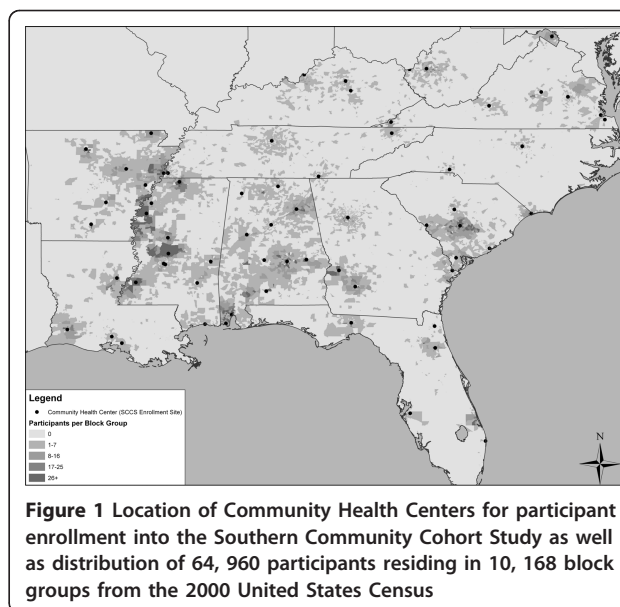 N
Legend
Community Health Center (SCCS Enrollment Site)
Participants per Block Group
0
1-7
8-16
17-25
26+
Figure 1 Location of Community Health Centers for participant
enrollment into the Southern Community Cohort Study as well
as distribution of 64, 960 participants residing in 10, 168 block
groups from the 2000 United States Census